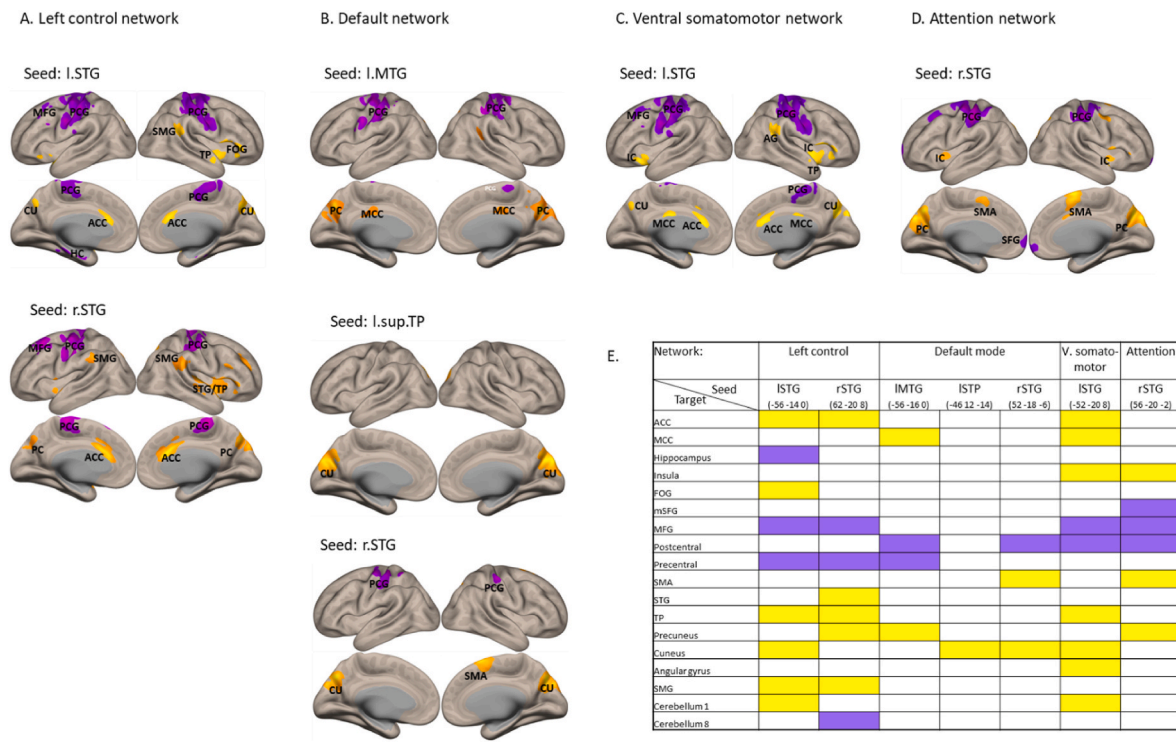 A. Left control network
B. Default network
C. Ventral somatomotor network
D. Attention network
Seed: l.STG
MFG PCG
PCG SMG TP FOG
CU PCG ACC HC
PCG ACC CU
Seed: r.STG
MFG PCG SMG
SMG PCG STG/TP
PC PCG ACC
PCG ACC PC
Seed: l.MTG
PCG
PCG
PC MCC
PCG MCC PC
Seed: l.sup.TP
CU
CU
Seed: r.STG
PCG
PCG
CU
SMA CU
Seed: l.STG
MFG PCG IC
PCG AG IC TP
CU MCC ACC
PCG ACC MCC CU
Seed: r.STG
PCG IC
PCG IC
PC SMA SFG
SMA PC
E.
Network: Left control Default mode V. somato-motor Attention
Seed lSTG rSTG lMTG lSTP rSTG lSTG rSTG
Target (-56 -14 0) (62 -20 8) (-56 -16 0) (-46 12 -14) (52 -18 -6) (-52 -20 8) (56 -20 -2)
ACC
MCC
Hippocampus
Insula
FOG
mSFG
MFG
Postcentral
Precentral
SMA
STG
TP
Precuneus
Cuneus
Angular gyrus
SMG
Cerebellum 1
Cerebellum 8